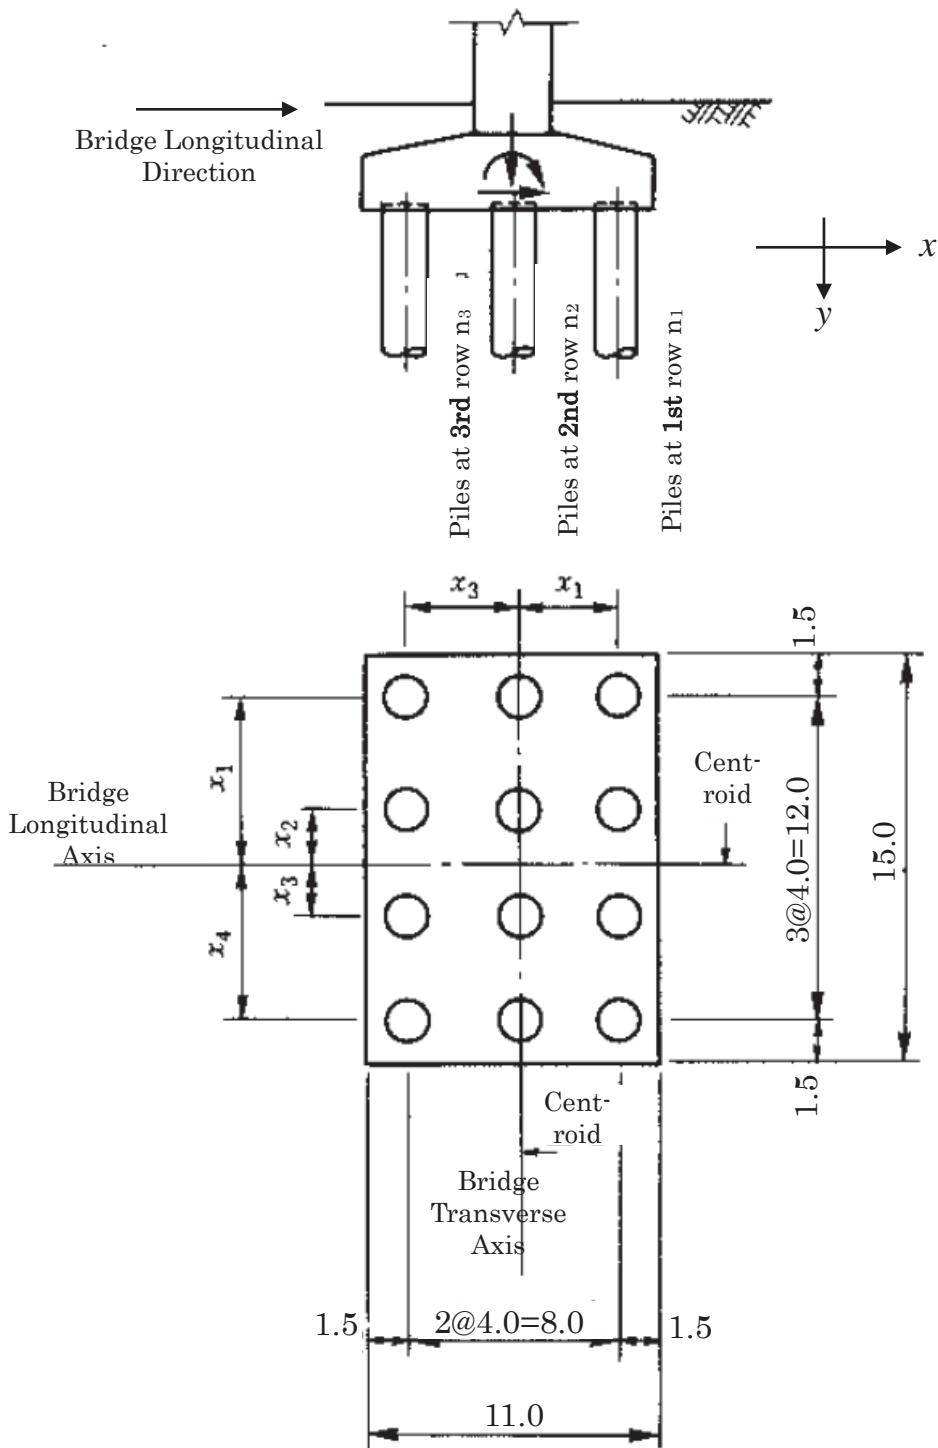 Bridge Longitudinal
Direction
x
y
Piles at 3rd row n3
Piles at 2nd row n2
Piles at 1st row n1
x3
x1
1.5
x1
Cent-
roid
Bridge
Longitudinal
Axis
x2
x3
x4
3@4.0=12.0
15.0
1.5
Cent-
roid
Bridge
Transverse
Axis
1.5
2@4.0=8.0
1.5
11.0